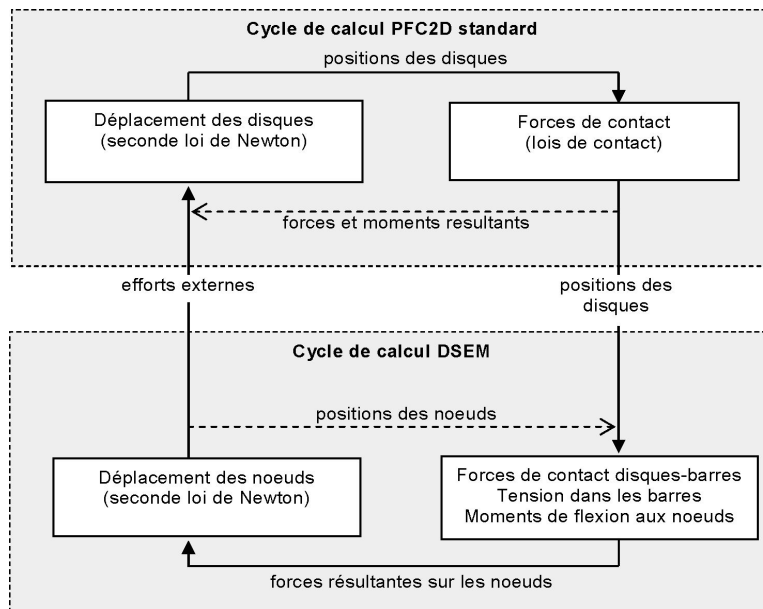 Cycle de calcul PFC2D standard
positions des disques
Déplacement des disques
(seconde loi de Newton)
Forces de contact
(lois de contact)
forces et moments resultants
efforts externes
positions des
disques
Cycle de calcul DSEM
positions des noeuds
Déplacement des noeuds
(seconde loi de Newton)
Forces de contact disques-barres
Tension dans les barres
Moments de flexion aux noeuds
forces résultantes sur les noeuds